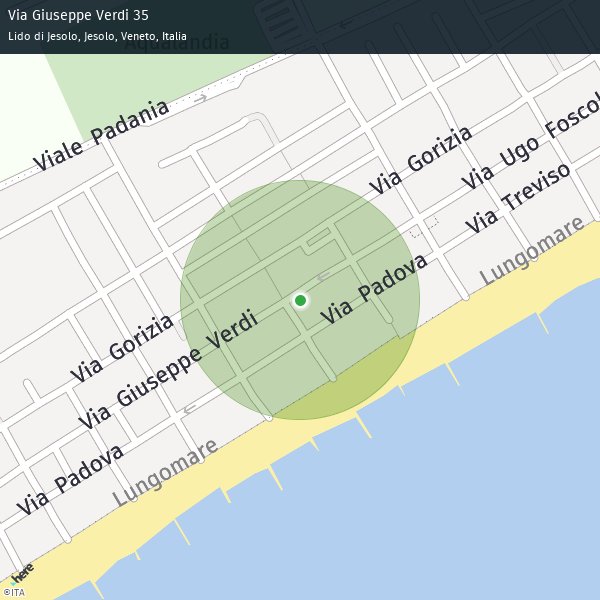 Via Giuseppe Verdi 35
Lido di Jesolo, Jesolo, Veneto, Italia
Aqualandia
Viale Padania
Via Gorizia
Via Ugo Foscol
Via Treviso
Lungomare
Via Padova
Via Gorizia
Via Giuseppe Verdi
Via Padova
Lungomare
here
©ITA